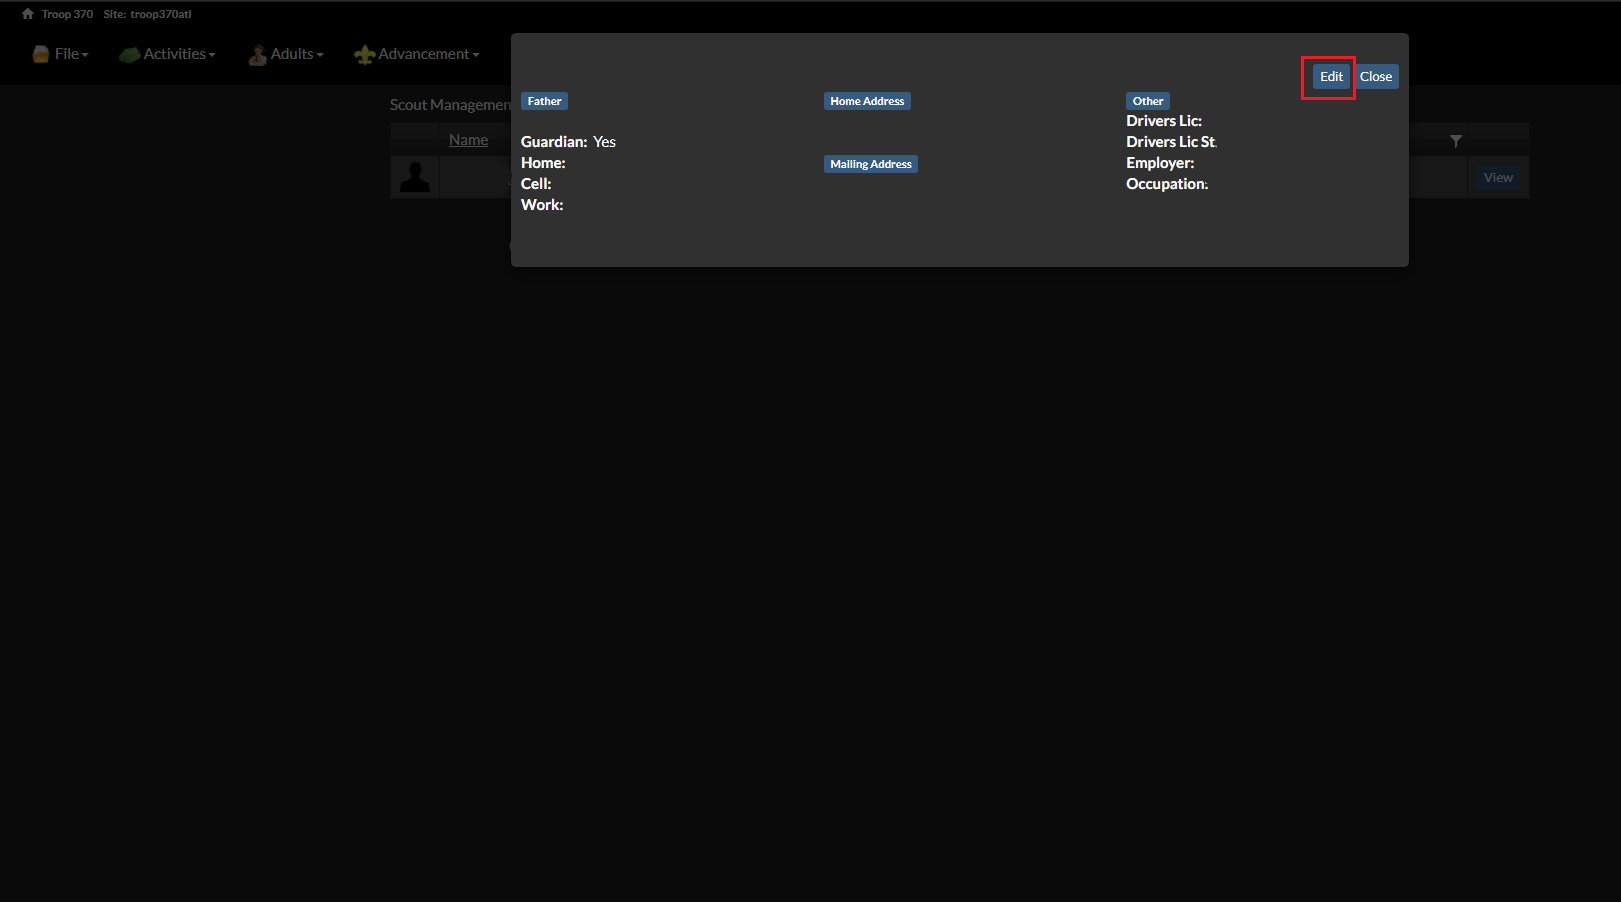 Troop 370 Site: troop370atl
File Activities Adults Advancement
Edit Close
Scout Managemen
Name
View
Father
Guardian: Yes
Home:
Cell:
Work:
Home Address
Mailing Address
Other
Drivers Lic:
Drivers Lic St.
Employer:
Occupation: